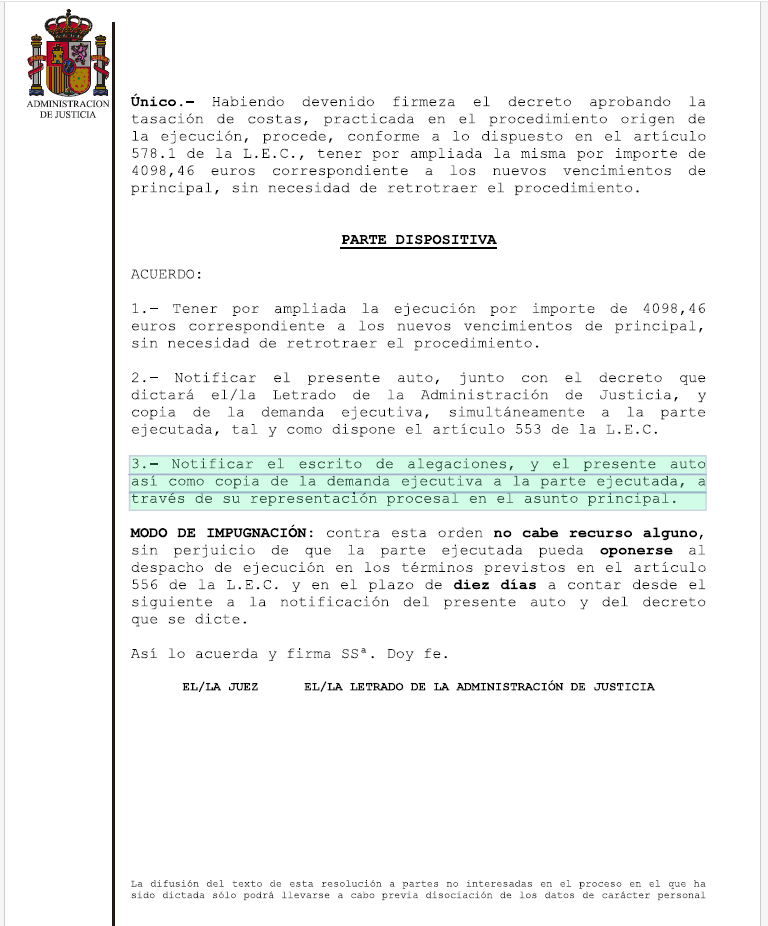 ADMINISTRACION
DE JUSTICIA
Único.- Habiendo devenido firmeza el decreto aprobando la
tasación de costas, practicada en el procedimiento origen de
la ejecución, procede, conforme a lo dispuesto en el artículo
578.1 de la L.E.C., tener por ampliada la misma por importe de
4098,46 euros correspondiente a los nuevos vencimientos de
principal, sin necesidad de retrotraer el procedimiento.
PARTE DISPOSITIVA
ACUERDO:
1.- Tener por ampliada la ejecución por importe de 4098,46
euros correspondiente a los nuevos vencimientos de principal,
sin necesidad de retrotraer el procedimiento.
2.- Notificar el presente auto, junto con el decreto que
dictará el/la Letrado de la Administración de Justicia, y
copia de la demanda ejecutiva, simultáneamente a la parte
ejecutada, tal y como dispone el artículo 553 de la L.E.C.
3.- Notificar el escrito de alegaciones, y el presente auto
así como copia de la demanda ejecutiva a la parte ejecutada, a
través de su representación procesal en el asunto principal.
MODO DE IMPUGNACIÓN: contra esta orden no cabe recurso alguno,
sin perjuicio de que la parte ejecutada pueda oponerse al
despacho de ejecución en los términos previstos en el artículo
556 de la L.E.C. y en el plazo de diez días a contar desde el
siguiente a la notificación del presente auto y del decreto
que se dicte.
Así lo acuerda y firma SSª. Doy fe.
EL/LA JUEZ EL/LA LETRADO DE LA ADMINISTRACIÓN DE JUSTICIA
La difusión del texto de esta resolución a partes no interesadas en el proceso en el que ha
sido dictada sólo podrá llevarse a cabo previa disociación de los datos de carácter personal